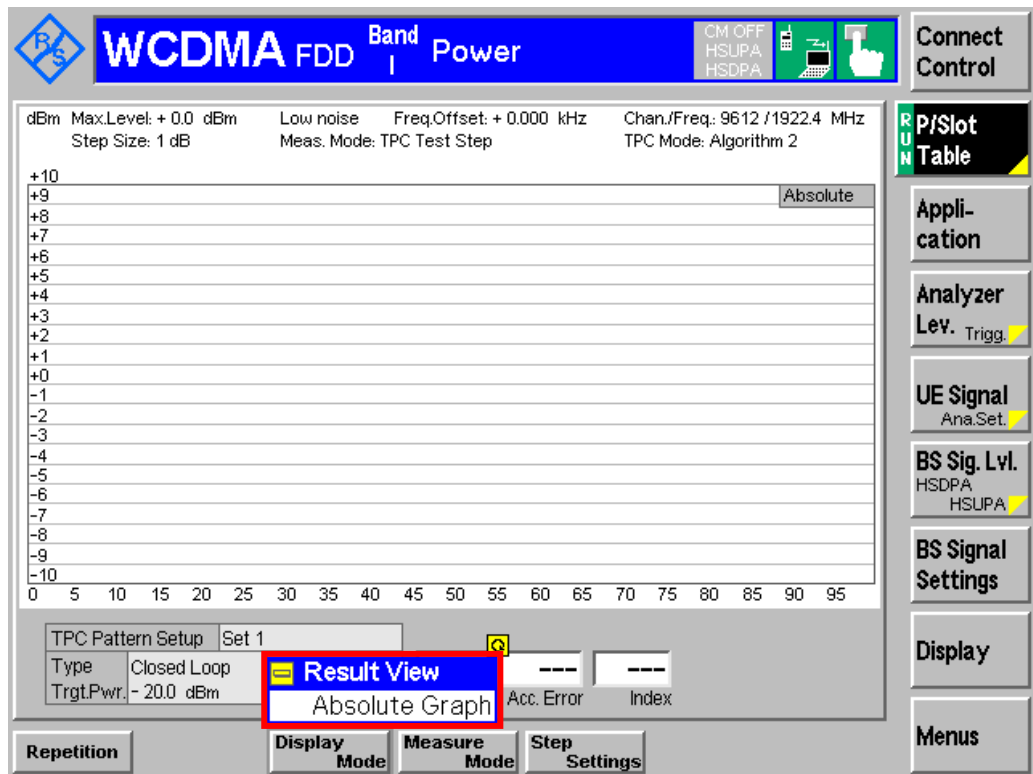 R&S
WCDMA FDD Band I Power
CM OFF
HSUPA
HSDPA
Connect
Control
dBm Max.Level: + 0.0 dBm Low noise Freq.Offset: + 0.000 kHz Chan./Freq.: 9612 / 1922.4 MHz
Step Size: 1 dB Meas. Mode: TPC Test Step TPC Mode: Algorithm 2
RUN
P/Slot
Table
+10
+9
Absolute
+8
+7
+6
+5
+4
+3
+2
+1
+0
-1
-2
-3
-4
-5
-6
-7
-8
-9
-10
0 5 10 15 20 25 30 35 40 45 50 55 60 65 70 75 80 85 90 95
Appli-
cation
Analyzer
Lev. Trigg.
UE Signal
Ana.Set.
BS Sig. Lvl.
HSDPA
HSUPA
BS Signal
Settings
Display
Menus
TPC Pattern Setup Set 1
Type Closed Loop
Trgt.Pwr. - 20.0 dBm
Result View
Absolute Graph
--- ---
Acc. Error Index
Repetition
Display
Mode
Measure
Mode
Step
Settings